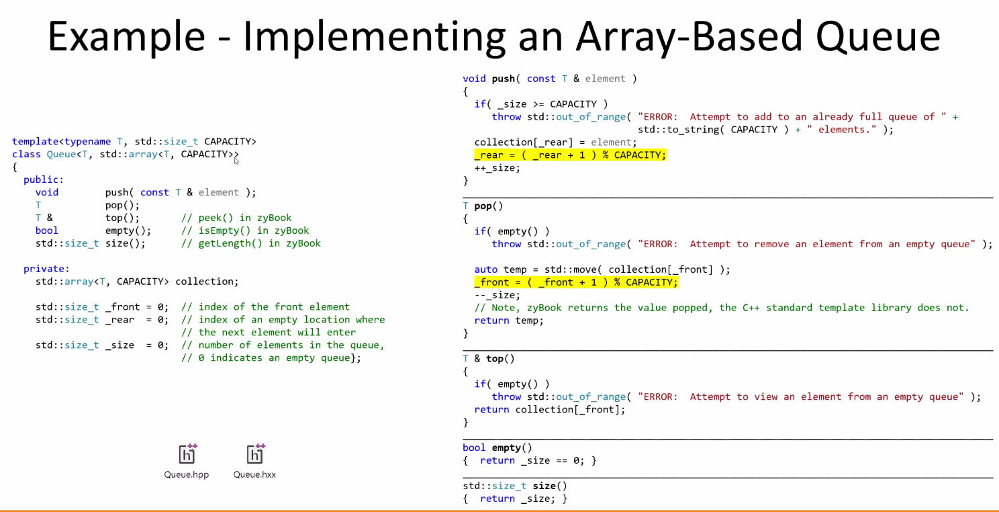 Example - Implementing an Array-Based Queue
template<typename T, std::size_t CAPACITY>
class Queue<T, std::array<T, CAPACITY>>
{
public:
void push( const T & element );
T pop();
T & top(); // peek() in zyBook
bool empty(); // isEmpty() in zyBook
std::size_t size(); // getLength() in zyBook
private:
std::array<T, CAPACITY> collection;
std::size_t _front = 0; // index of the front element
std::size_t _rear = 0; // index of an empty location where
// the next element will enter
std::size_t _size = 0; // number of elements in the queue,
// 0 indicates an empty queue};
Queue.hpp
Queue.hxx
void push( const T & element )
{
if( _size >= CAPACITY )
throw std::out_of_range( "ERROR:  Attempt to add to an already full queue of " +
std::to_string( CAPACITY ) + " elements." );
collection[_rear] = element;
_rear = ( _rear + 1 ) % CAPACITY;
++_size;
}
T pop()
{
if( empty() )
throw std::out_of_range( "ERROR:  Attempt to remove an element from an empty queue" );
auto temp = std::move( collection[_front] );
_front = ( _front + 1 ) % CAPACITY;
--_size;
// Note, zyBook returns the value popped, the C++ standard template library does not.
return temp;
}
T & top()
{
if( empty() )
throw std::out_of_range( "ERROR:  Attempt to view an element from an empty queue" );
return collection[_front];
}
bool empty()
{  return _size == 0; }
std::size_t size()
{  return _size; }